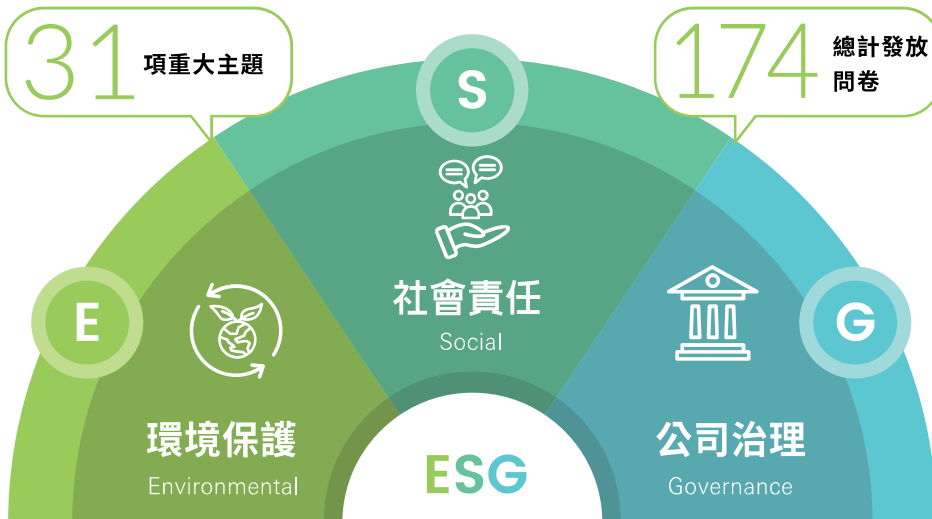 31 項重大主題
174 總計發放
問卷
S
社會責任
Social
E
環境保護
Environmental
G
公司治理
Governance
ESG